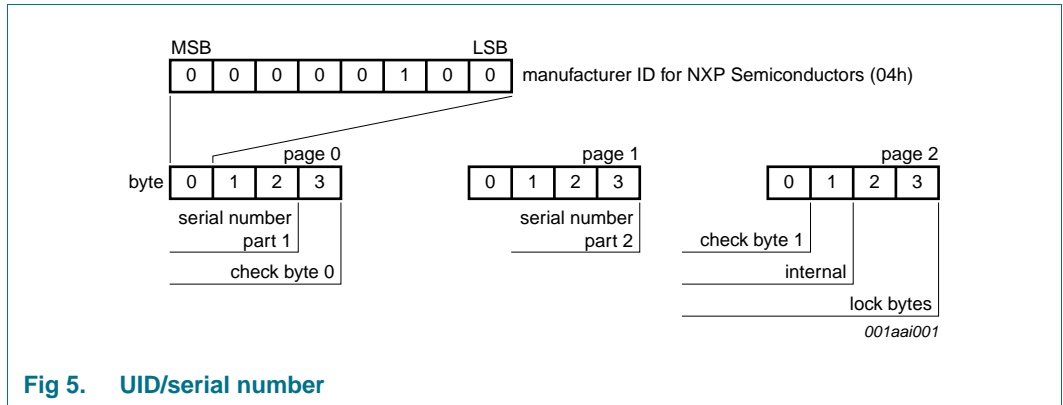 MSB LSB
0 0 0 0 0 1 0 0 manufacturer ID for NXP Semiconductors (04h)
page 0 page 1 page 2
byte 0 1 2 3 0 1 2 3 0 1 2 3
serial number serial number
part 1 part 2 check byte 1
check byte 0 internal
lock bytes
001aai001
Fig 5. UID/serial number